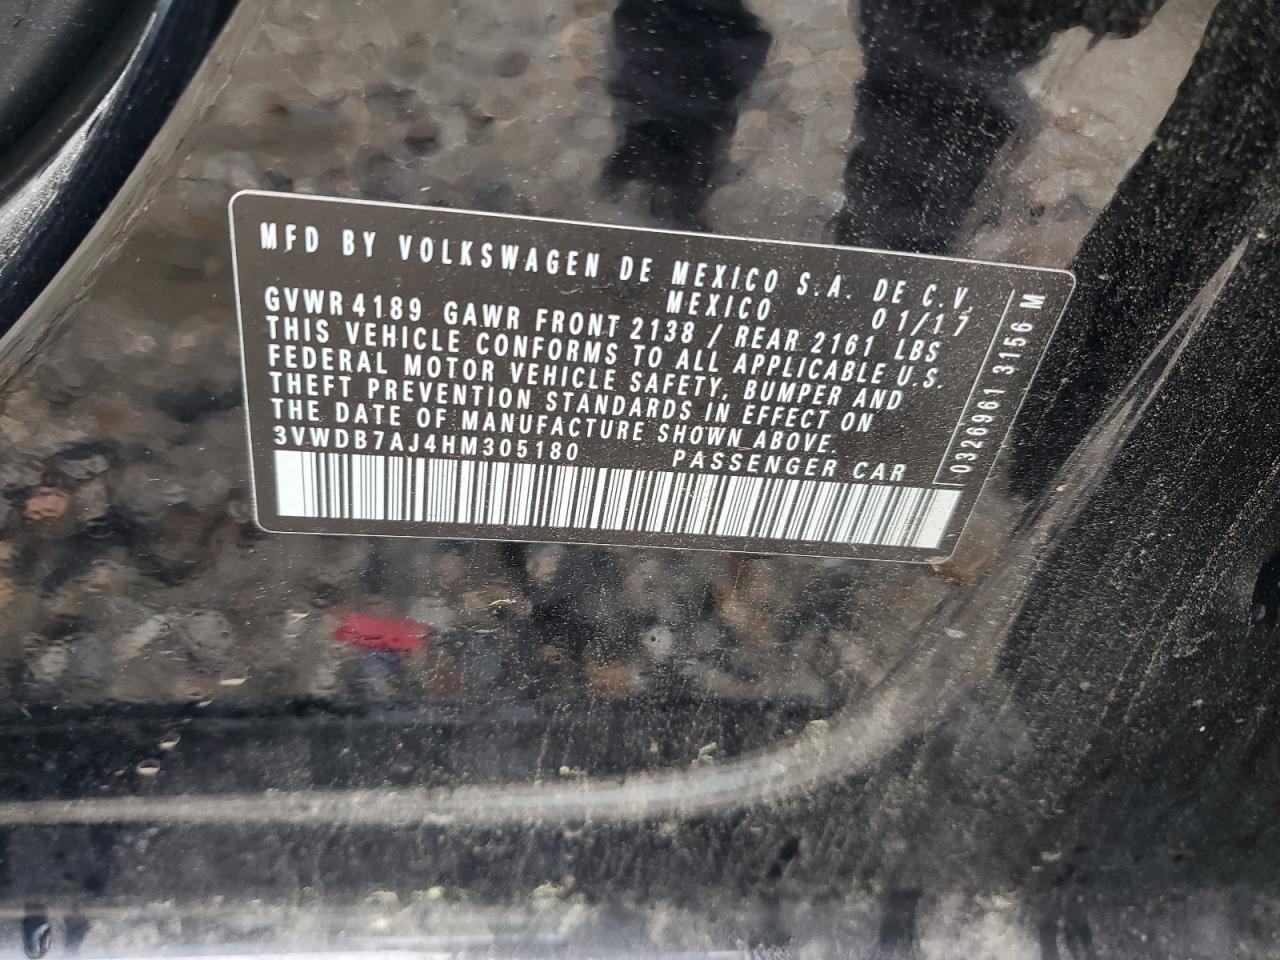 MFD BY VOLKSWAGEN DE MEXICO S.A. DE C.V.
MEXICO 01/17
GVWR 4189 GAWR FRONT 2138 / REAR 2161 LBS
THIS VEHICLE CONFORMS TO ALL APPLICABLE U.S.
FEDERAL MOTOR VEHICLE SAFETY, BUMPER AND
THEFT PREVENTION STANDARDS IN EFFECT ON
THE DATE OF MANUFACTURE SHOWN ABOVE.
3VWDB7AJ4HM305180 PASSENGER CAR
0326961 3156 M